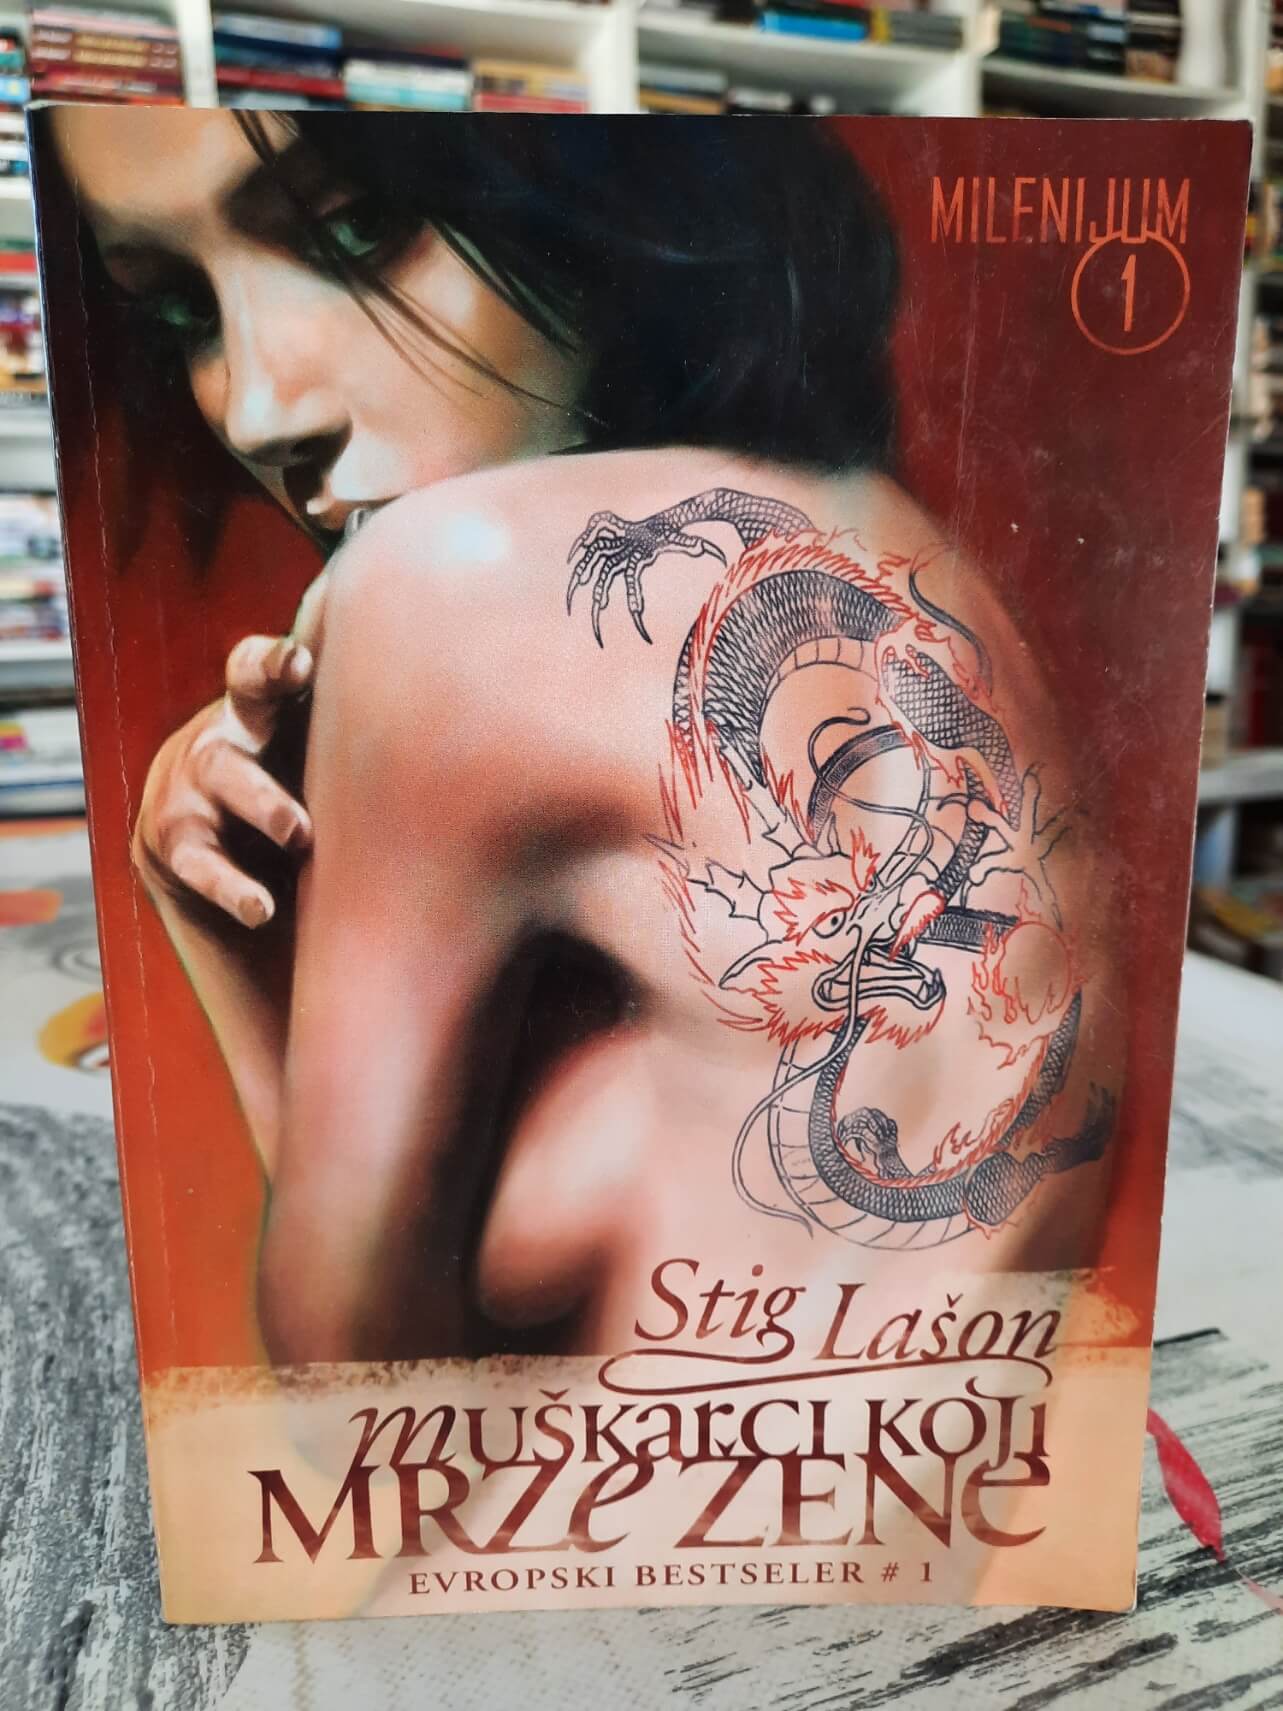 MILENIJUM
1
Stig Lašon
MUŠKARCI KOJI
MRZE ŽENE
EVROPSKI BESTSELER # 1